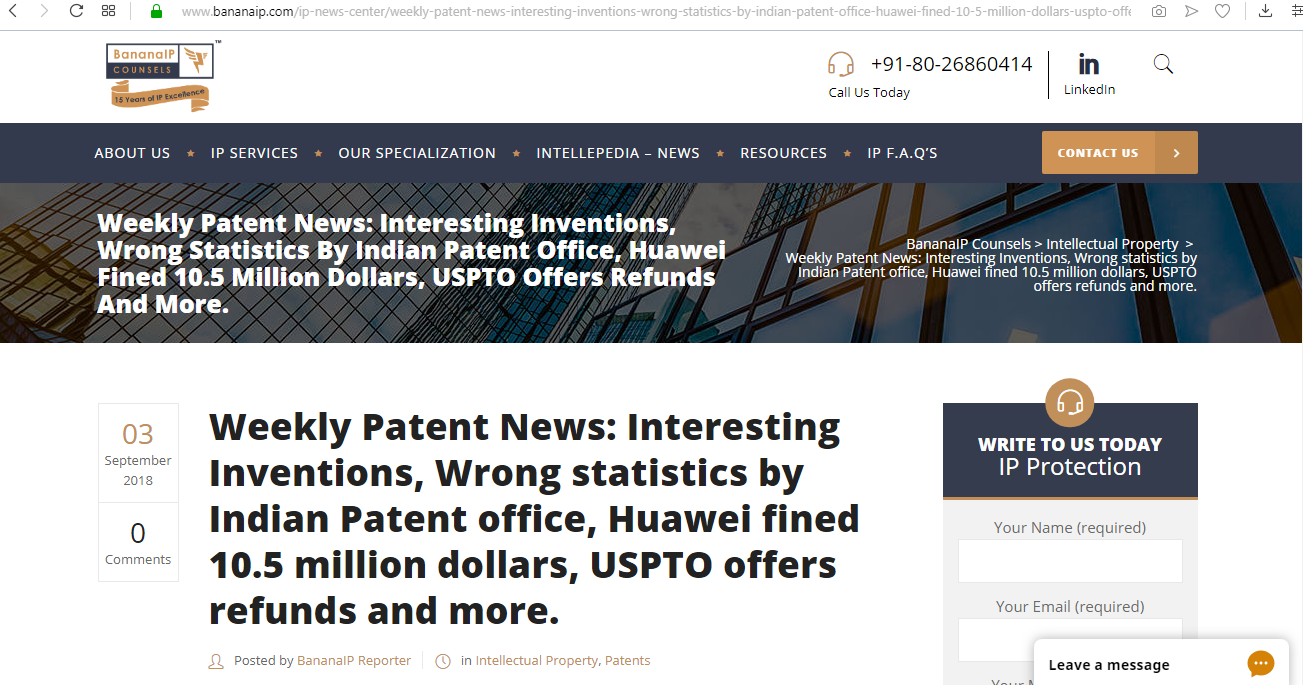 www.bananaip.com/ip-news-center/weekly-patent-news-interesting-inventions-wrong-statistics-by-indian-patent-office-huawei-fined-10-5-million-dollars-uspto-offe
BananaIP
COUNSELS
TM
15 Years of IP Excellence
+91-80-26860414
Call Us Today
in
LinkedIn
ABOUT US ★ IP SERVICES ★ OUR SPECIALIZATION ★ INTELLEPEDIA – NEWS ★ RESOURCES ★ IP F.A.Q'S
CONTACT US >
Weekly Patent News: Interesting Inventions,
Wrong Statistics By Indian Patent Office, Huawei
Fined 10.5 Million Dollars, USPTO Offers Refunds
And More.
BananaIP Counsels > Intellectual Property >
Weekly Patent News: Interesting Inventions, Wrong statistics by
Indian Patent office, Huawei fined 10.5 million dollars, USPTO
offers refunds and more.
03
September
2018
0
Comments
Weekly Patent News: Interesting
Inventions, Wrong statistics by
Indian Patent office, Huawei fined
10.5 million dollars, USPTO offers
refunds and more.
Posted by BananaIP Reporter
in Intellectual Property, Patents
WRITE TO US TODAY
IP Protection
Your Name (required)
Your Email (required)
Leave a message